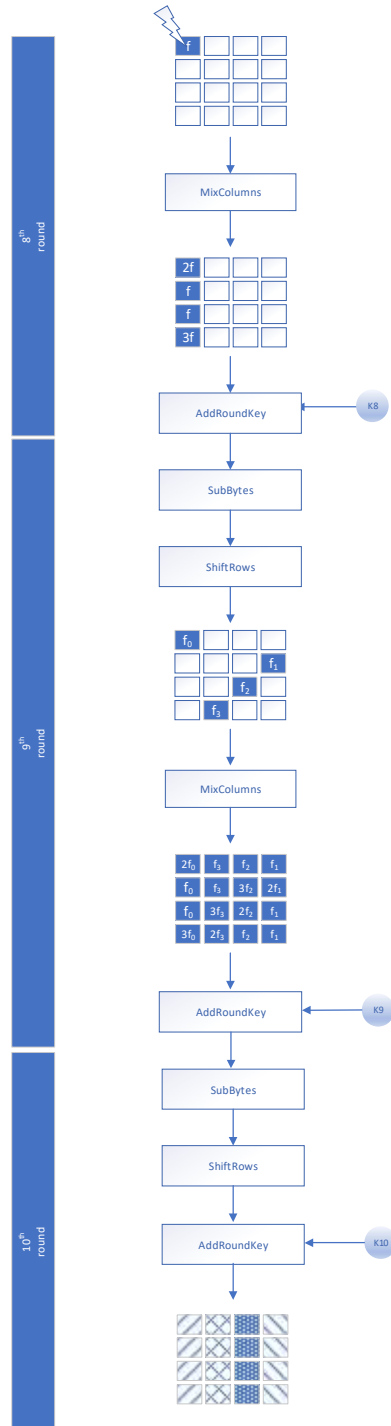 f
MixColumns
2f
f
f
3f
8th round
AddRoundKey
K8
SubBytes
ShiftRows
f₀
f₁
f₂
f₃
9th round
MixColumns
2f₀ f₃ f₂ f₁
f₀ f₃ 3f₂ 2f₁
f₀ 3f₃ 2f₂ f₁
3f₀ 2f₃ f₂ f₁
AddRoundKey
K9
SubBytes
ShiftRows
10th round
AddRoundKey
K10